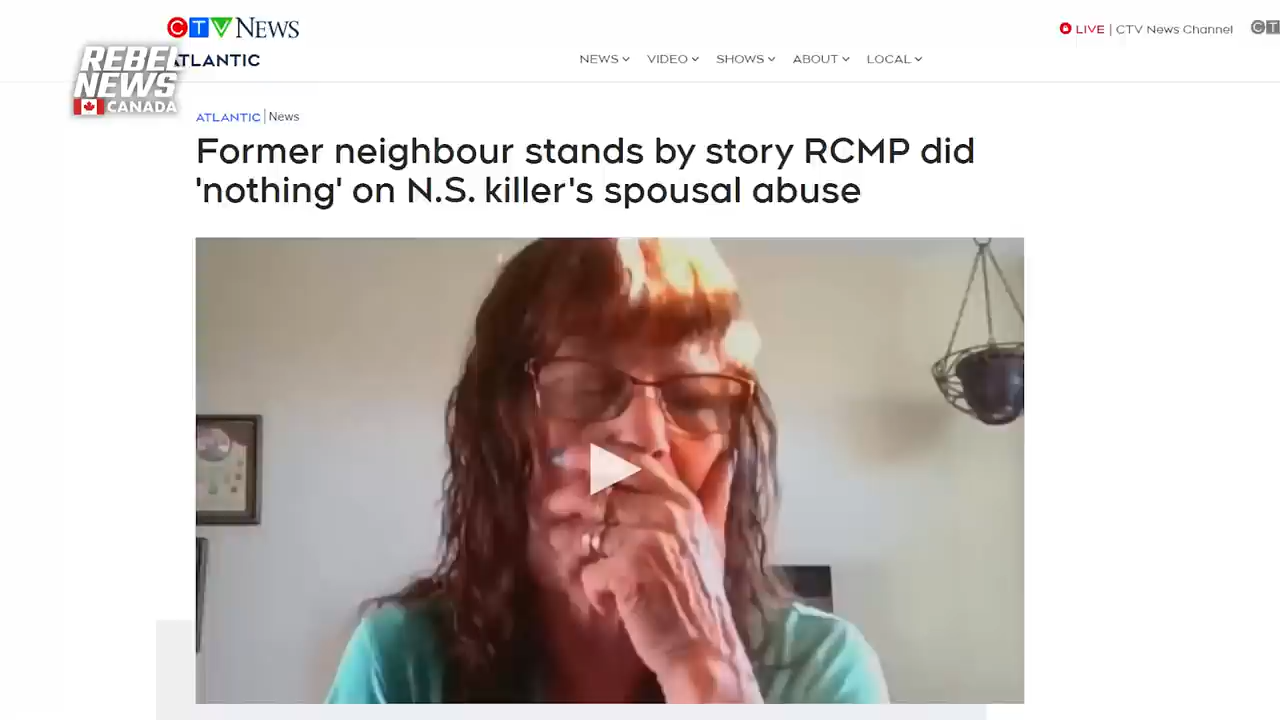 CTV NEWS
LIVE | CTV News Channel
REBEL NEWS CANADA
ATLANTIC
NEWS
VIDEO
SHOWS
ABOUT
LOCAL
ATLANTIC | News
Former neighbour stands by story RCMP did
'nothing' on N.S. killer's spousal abuse